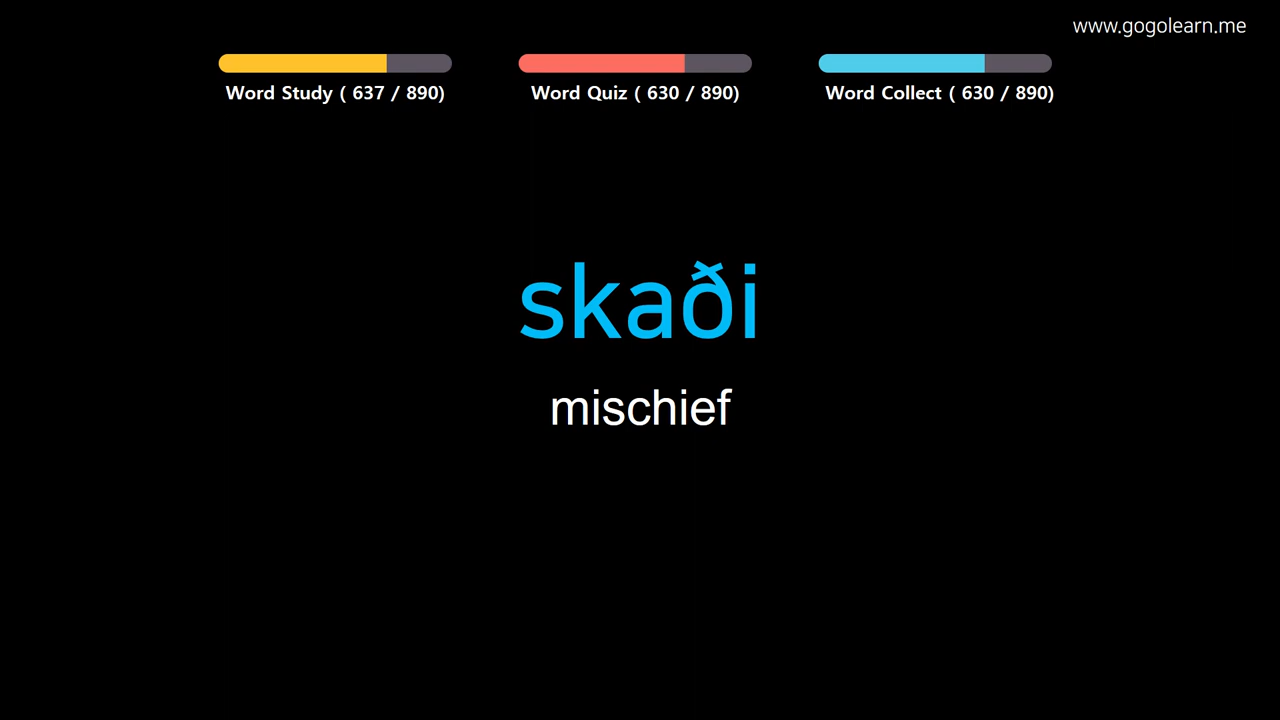 www.gogolearn.me
Word Study ( 637 / 890)
Word Quiz ( 630 / 890)
Word Collect ( 630 / 890)
skaði
mischief